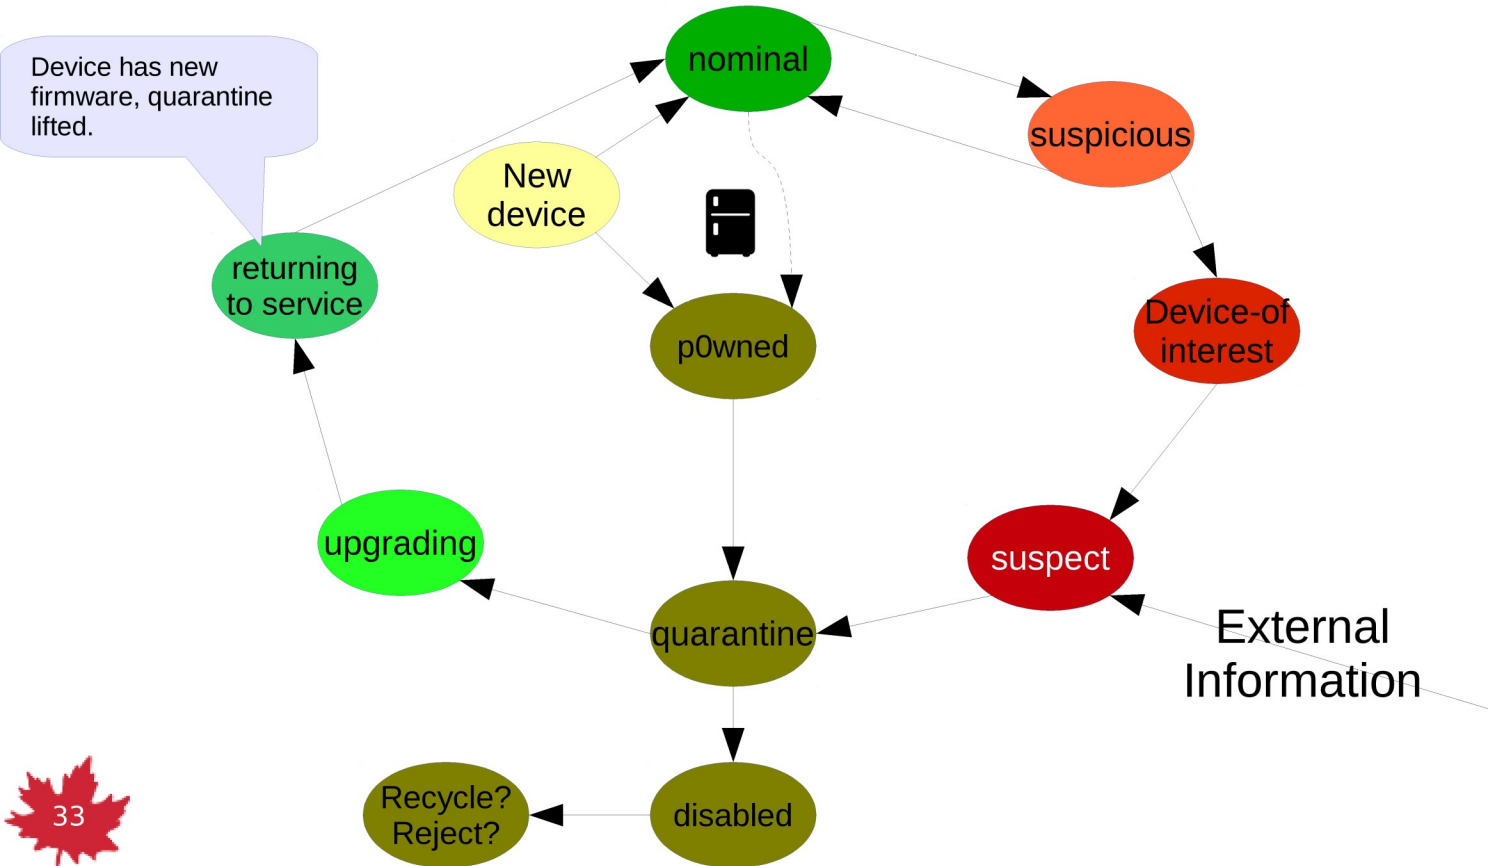 Device has new
firmware, quarantine
lifted.
nominal
suspicious
New
device
returning
to service
Device-of
interest
p0wned
upgrading
suspect
quarantine
External
Information
Recycle?
Reject?
disabled
33